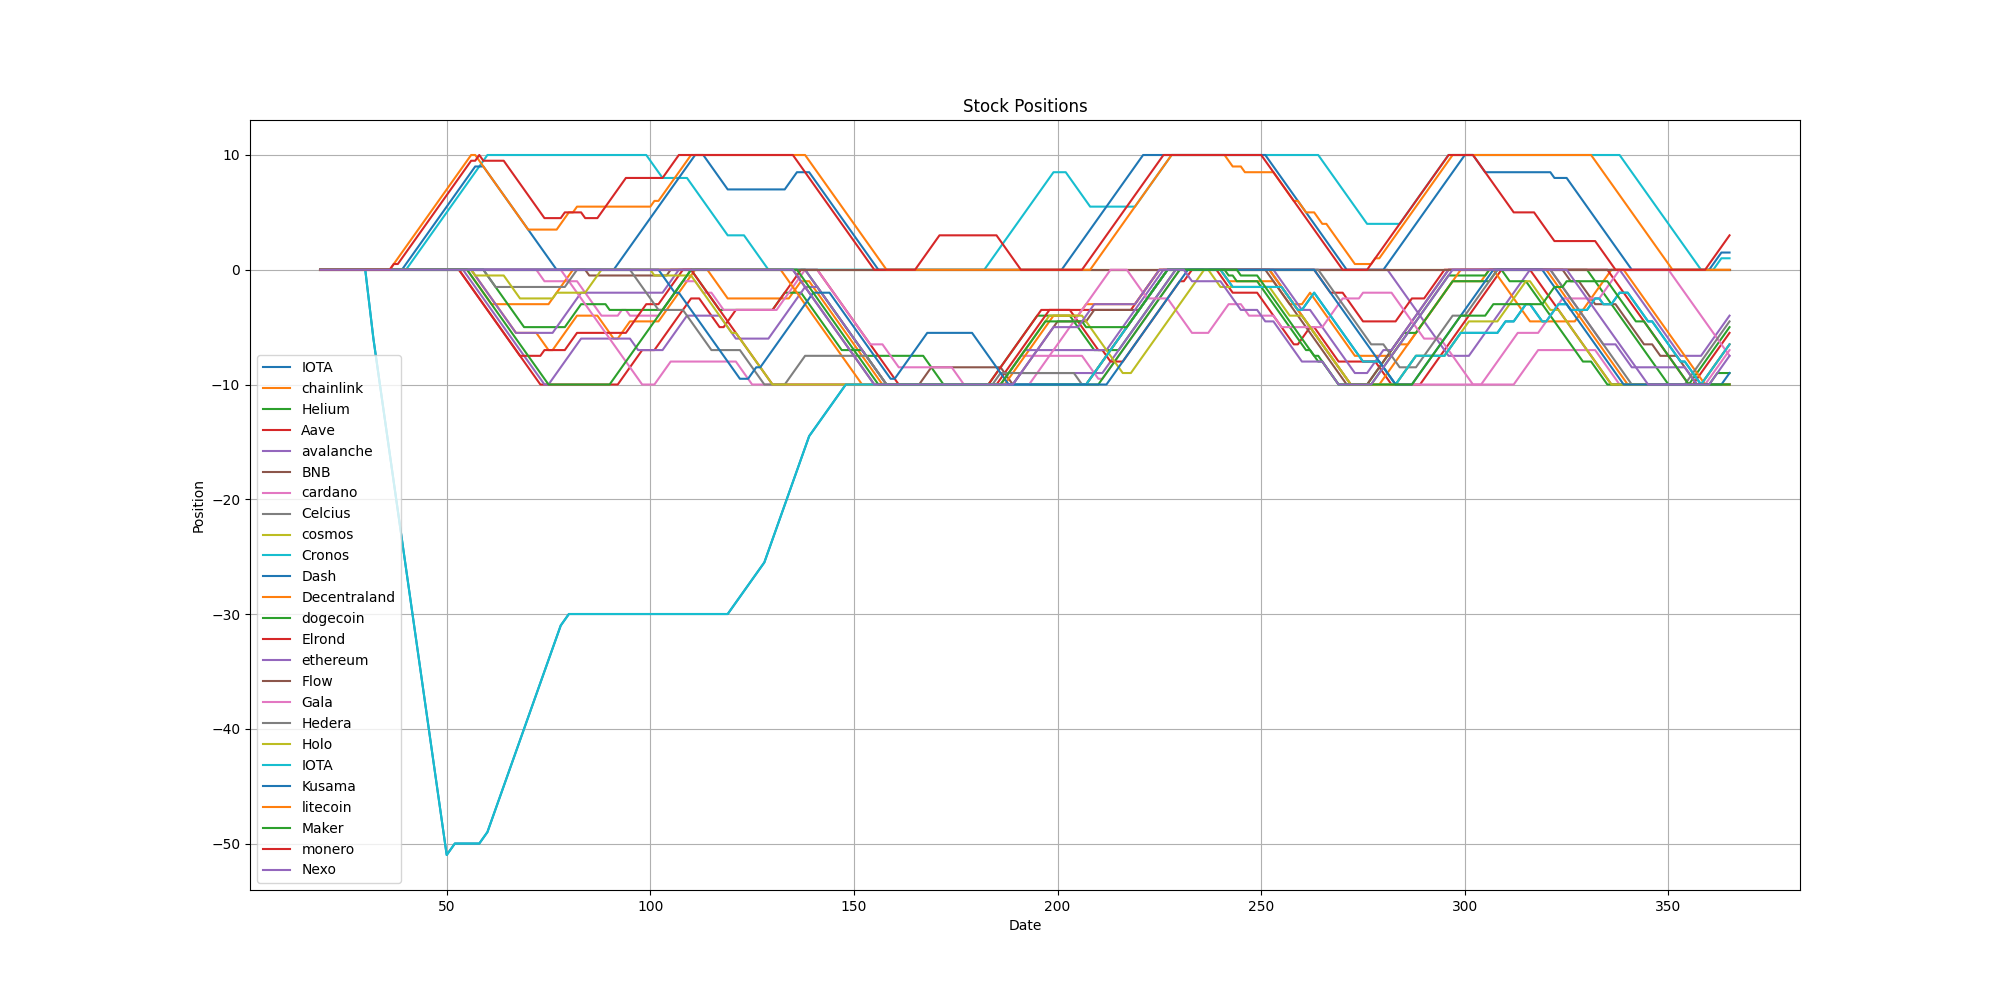 Stock Positions
10
0
−10
−20
−30
−40
−50
Position
IOTA
chainlink
Helium
Aave
avalanche
BNB
cardano
Celcius
cosmos
Cronos
Dash
Decentraland
dogecoin
Elrond
ethereum
Flow
Gala
Hedera
Holo
IOTA
Kusama
litecoin
Maker
monero
Nexo
50 100 150 200 250 300 350
Date